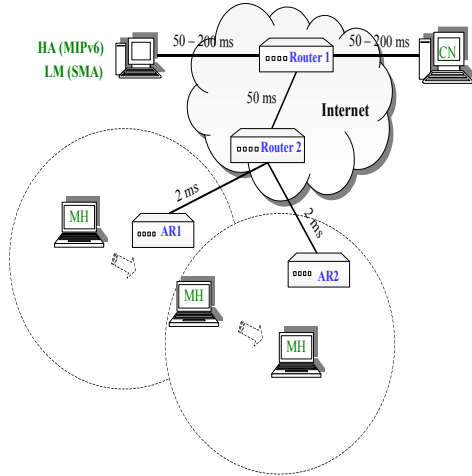 50 – 200 ms
50 – 200 ms
HA (MIPv6)
LM (SMA)
Router 1
CN
50 ms
Internet
Router 2
2 ms
MH
AR1
2 ms
AR2
MH
MH